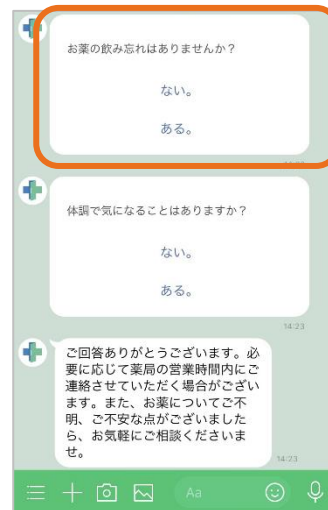 お薬の飲み忘れはありませんか？
ない。
ある。
体調で気になることはありますか？
ない。
ある。
14:23
ご回答ありがとうございます。必
要に応じて薬局の営業時間内にご
連絡させていただく場合がござい
ます。また、お薬についてご不
明、ご不安な点がございました
ら、お気軽にご相談くださいま
せ。
14:23
Aa